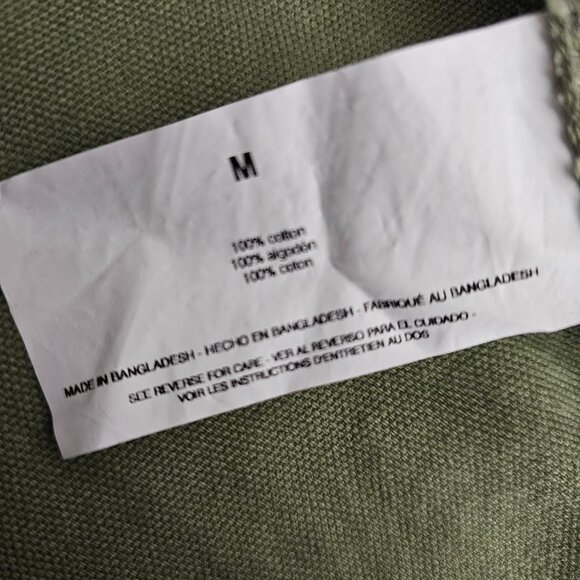 M
100% cotton
100% algodón
100% coton
MADE IN BANGLADESH - HECHO EN BANGLADESH - FABRIQUÉ AU BANGLADESH
SEE REVERSE FOR CARE - VER AL REVERSO PARA EL CUIDADO -
VOIR LES INSTRUCTIONS D'ENTRETIEN AU DOS